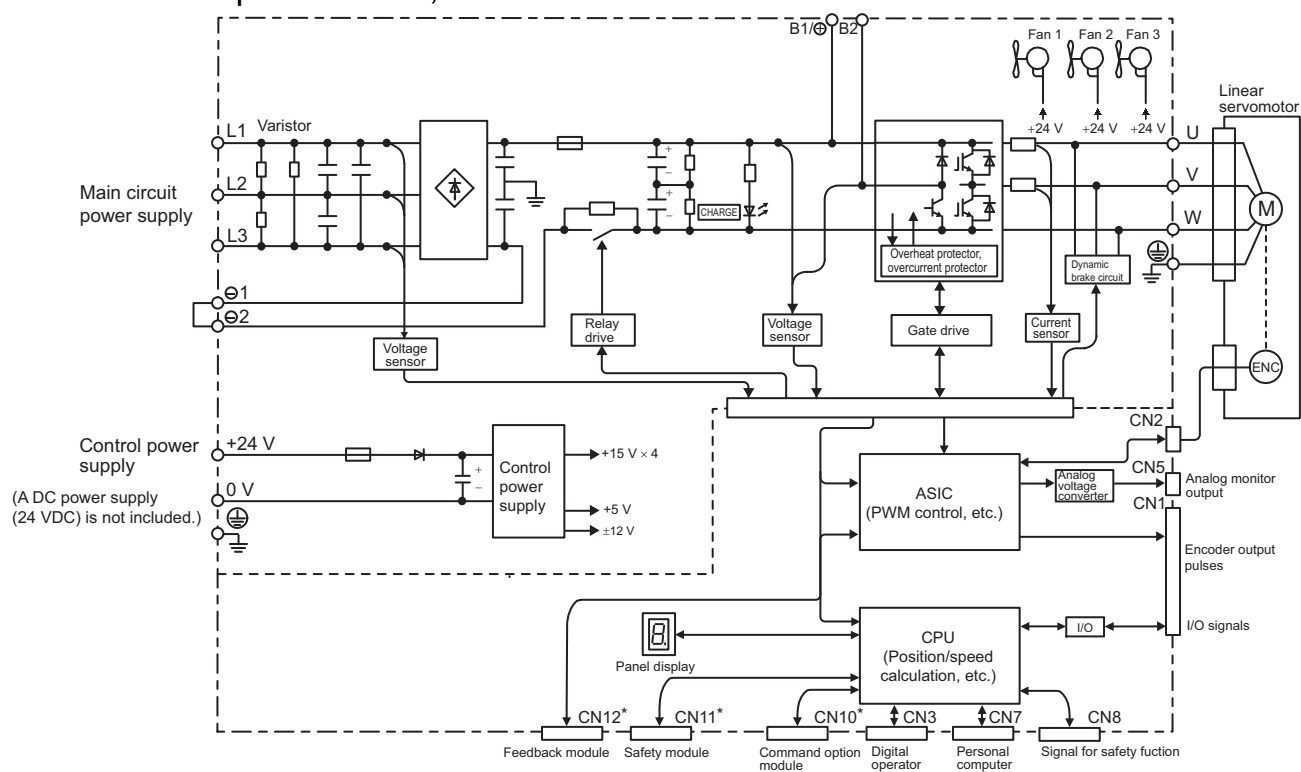 B1/⊕ B2
Fan 1 Fan 2 Fan 3
+24 V +24 V +24 V
Linear
servomotor
L1
Varistor
L2
L3
Main circuit
power supply
⊖1
⊖2
+
−
+
−
CHARGE
Overheat protector,
overcurrent protector
U
V
W
M
Dynamic
brake circuit
Voltage
sensor
Relay
drive
Voltage
sensor
Gate drive
Current
sensor
ENC
Control power
supply
+24 V
0 V
(A DC power supply
(24 VDC) is not included.)
+
−
Control
power
supply
+15 V × 4
+5 V
±12 V
ASIC
(PWM control, etc.)
Analog
voltage
converter
CN2
CN5
Analog monitor
output
CN1
Encoder output
pulses
I/O
I/O signals
CPU
(Position/speed
calculation, etc.)
8.
Panel display
CN12* CN11* CN10* CN3 CN7 CN8
Feedback module
Safety module
Command option
module
Digital
operator
Personal
computer
Signal for safety fuction